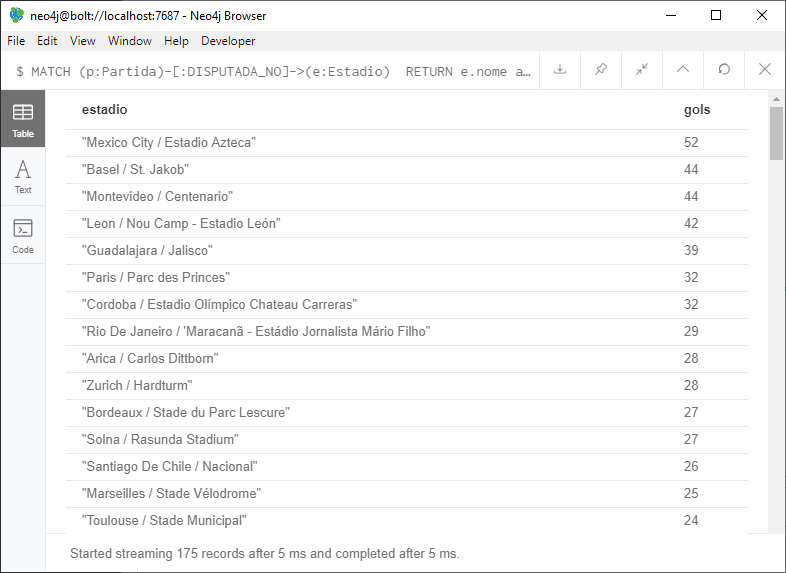 neo4j@bolt://localhost:7687 - Neo4j Browser
File Edit View Window Help Developer
$ MATCH (p:Partida)-[:DISPUTADA_NO]->(e:Estadio)  RETURN e.nome a…
Table
Text
Code
estadio gols
"Mexico City / Estadio Azteca" 52
"Basel / St. Jakob" 44
"Montevideo / Centenario" 44
"Leon / Nou Camp - Estadio León" 42
"Guadalajara / Jalisco" 39
"Paris / Parc des Princes" 32
"Cordoba / Estadio Olímpico Chateau Carreras" 32
"Rio De Janeiro / 'Maracanã - Estádio Jornalista Mário Filho" 29
"Arica / Carlos Dittborn" 28
"Zurich / Hardturm" 28
"Bordeaux / Stade du Parc Lescure" 27
"Solna / Rasunda Stadium" 27
"Santiago De Chile / Nacional" 26
"Marseilles / Stade Vélodrome" 25
"Toulouse / Stade Municipal" 24
Started streaming 175 records after 5 ms and completed after 5 ms.